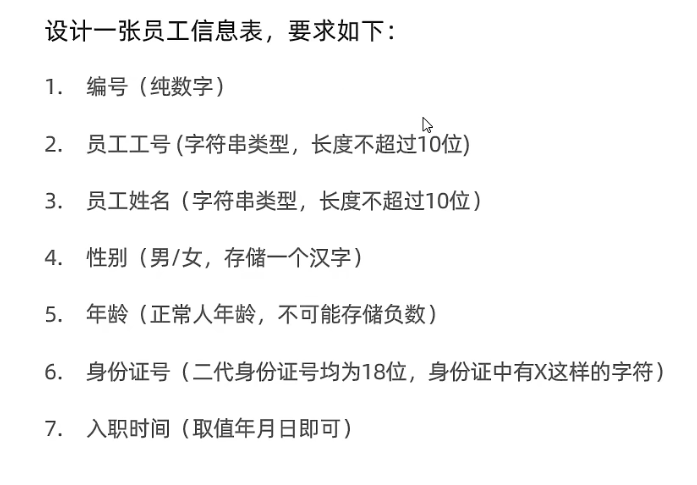 设计一张员工信息表，要求如下：
1. 编号（纯数字）
2. 员工工号 (字符串类型，长度不超过10位)
3. 员工姓名（字符串类型，长度不超过10位）
4. 性别（男/女，存储一个汉字）
5. 年龄（正常人年龄，不可能存储负数）
6. 身份证号（二代身份证号均为18位，身份证中有X这样的字符）
7. 入职时间（取值年月日即可）